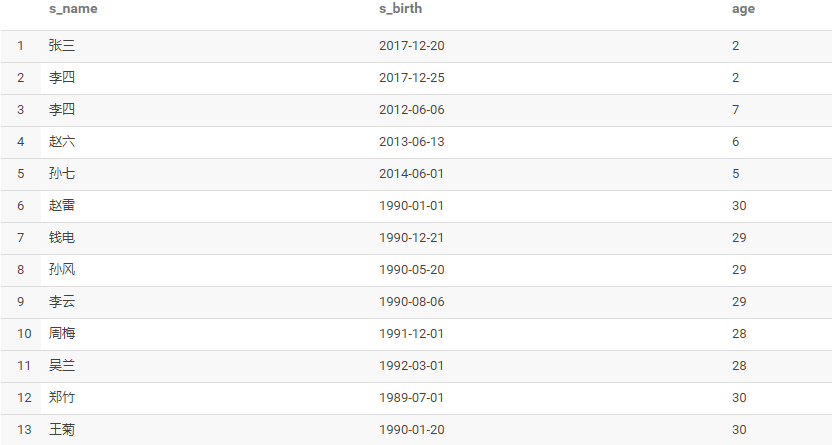 s_name s_birth age
1 张三 2017-12-20 2
2 李四 2017-12-25 2
3 李四 2012-06-06 7
4 赵六 2013-06-13 6
5 孙七 2014-06-01 5
6 赵雷 1990-01-01 30
7 钱电 1990-12-21 29
8 孙风 1990-05-20 29
9 李云 1990-08-06 29
10 周梅 1991-12-01 28
11 吴兰 1992-03-01 28
12 郑竹 1989-07-01 30
13 王菊 1990-01-20 30